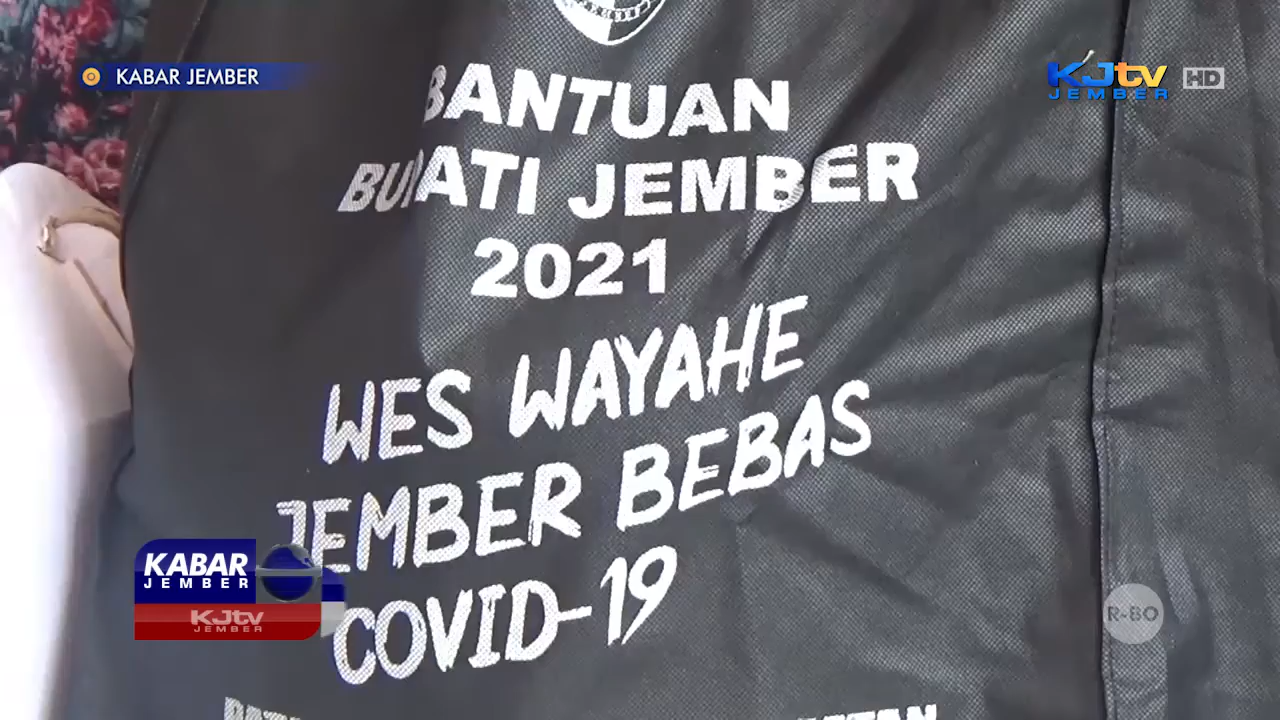 KABAR JEMBER
KJtv
JEMBER
HD
BANTUAN
BUPATI JEMBER
2021
WES WAYAHE
JEMBER BEBAS
COVID-19
KABAR
JEMBER
KJtv
JEMBER
R-BO